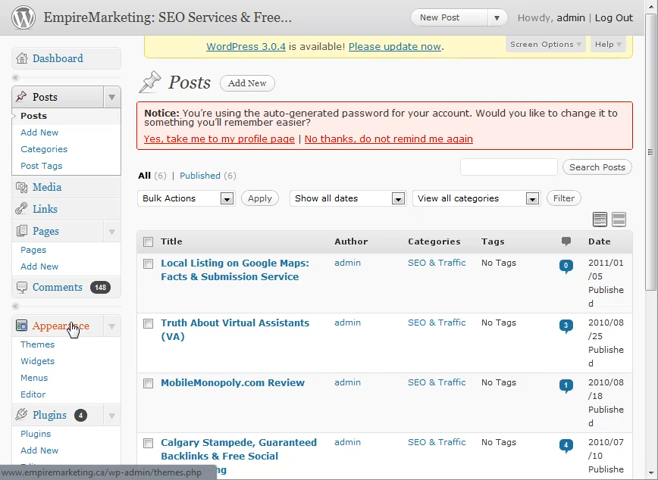 EmpireMarketing: SEO Services & Free...
New Post
Howdy, admin | Log Out
WordPress 3.0.4 is available! Please update now.
Screen Options
Help
Dashboard
Posts
Posts
Add New
Categories
Post Tags
Media
Links
Pages
Pages
Add New
Comments 148
Appearance
Themes
Widgets
Menus
Editor
Plugins 4
Plugins
Add New
www.empiremarketing.ca/wp-admin/themes.php
Posts Add New
Notice: You're using the auto-generated password for your account. Would you like to change it to
something you'll remember easier?
Yes, take me to my profile page | No thanks, do not remind me again
Search Posts
All (6) | Published (6)
Bulk Actions Apply Show all dates View all categories Filter
Title Author Categories Tags Date
Local Listing on Google Maps: admin SEO & Traffic No Tags 0 2011/01
Facts & Submission Service /05
Publishe
d
Truth About Virtual Assistants admin SEO & Traffic No Tags 3 2010/08
(VA) /25
Publishe
d
MobileMonopoly.com Review admin SEO & Traffic No Tags 1 2010/08
/18
Publishe
d
Calgary Stampede, Guaranteed admin SEO & Traffic No Tags 4 2010/07
Backlinks & Free Social /10
Publishe